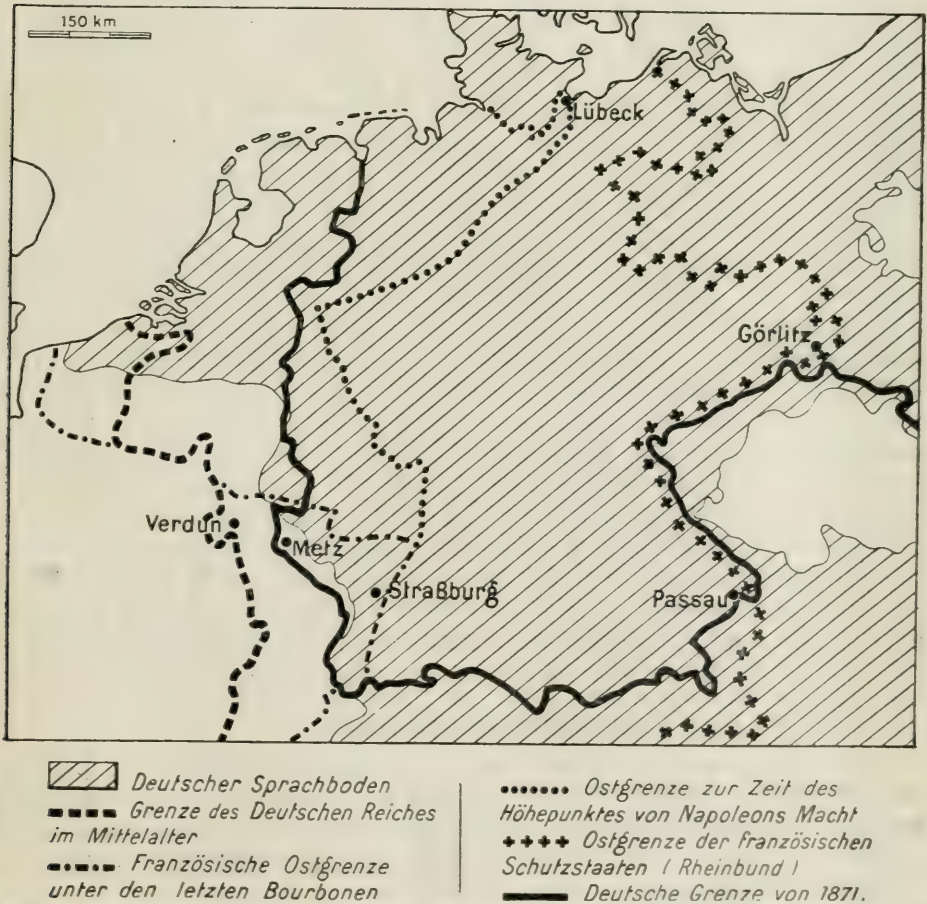 150 km
Lübeck
Görlitz
Verdun
Metz
Straßburg
Passau
Deutscher Sprachboden
Grenze des Deutschen Reiches
im Mittelalter
Französische Ostgrenze
unter den letzten Bourbonen
Ostgrenze zur Zeit des
Höhepunktes von Napoleons Macht
Ostgrenze der französischen
Schutzstaaten (Rheinbund)
Deutsche Grenze von 1871.